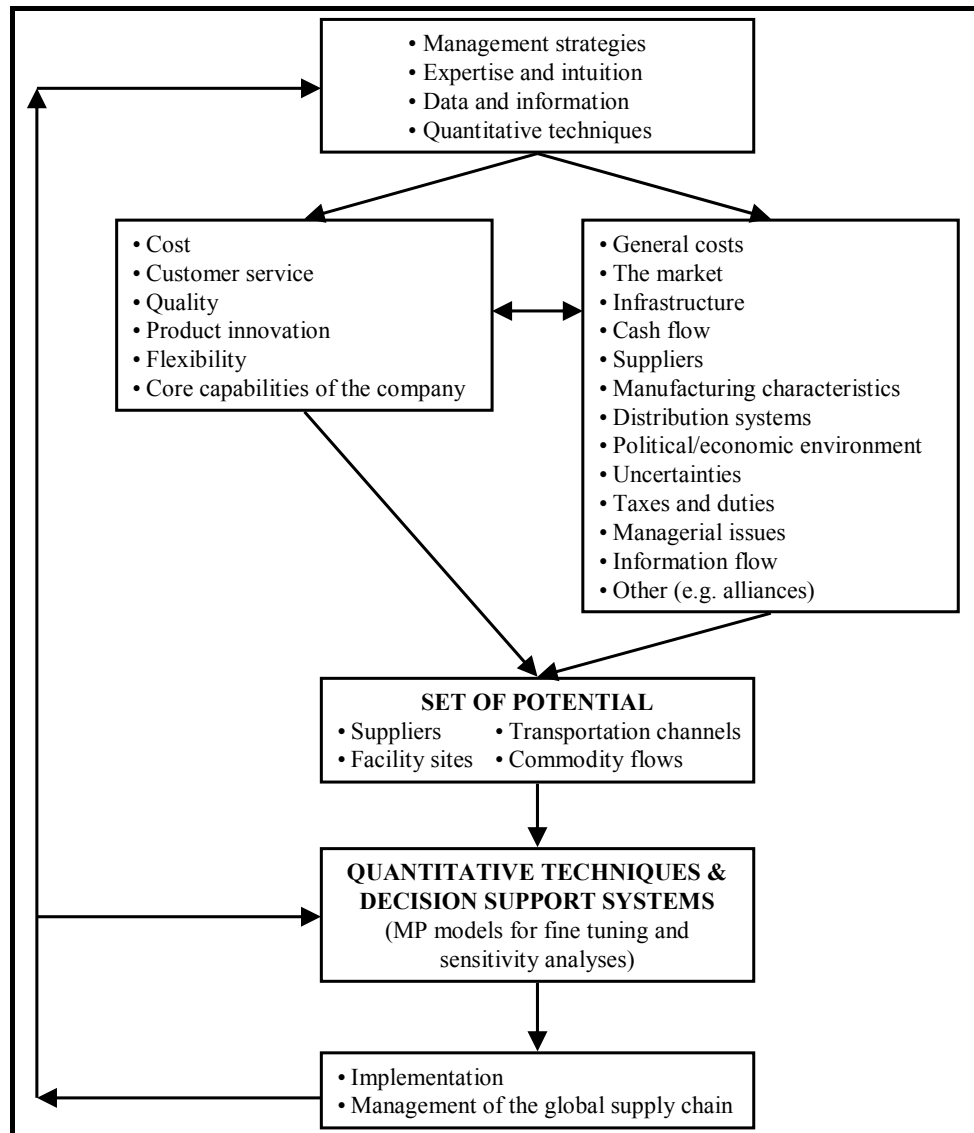 • Management strategies
• Expertise and intuition
• Data and information
• Quantitative techniques
• Cost
• Customer service
• Quality
• Product innovation
• Flexibility
• Core capabilities of the company
• General costs
• The market
• Infrastructure
• Cash flow
• Suppliers
• Manufacturing characteristics
• Distribution systems
• Political/economic environment
• Uncertainties
• Taxes and duties
• Managerial issues
• Information flow
• Other (e.g. alliances)
SET OF POTENTIAL
• Suppliers • Transportation channels
• Facility sites • Commodity flows
QUANTITATIVE TECHNIQUES &
DECISION SUPPORT SYSTEMS
(MP models for fine tuning and
sensitivity analyses)
• Implementation
• Management of the global supply chain